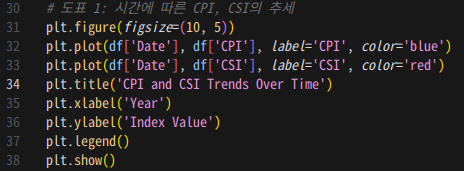 30 # 도표 1: 시간에 따른 CPI, CSI의 추세
31 plt.figure(figsize=(10, 5))
32 plt.plot(df['Date'], df['CPI'], label='CPI', color='blue')
33 plt.plot(df['Date'], df['CSI'], label='CSI', color='red')
34 plt.title('CPI and CSI Trends Over Time')
35 plt.xlabel('Year')
36 plt.ylabel('Index Value')
37 plt.legend()
38 plt.show()